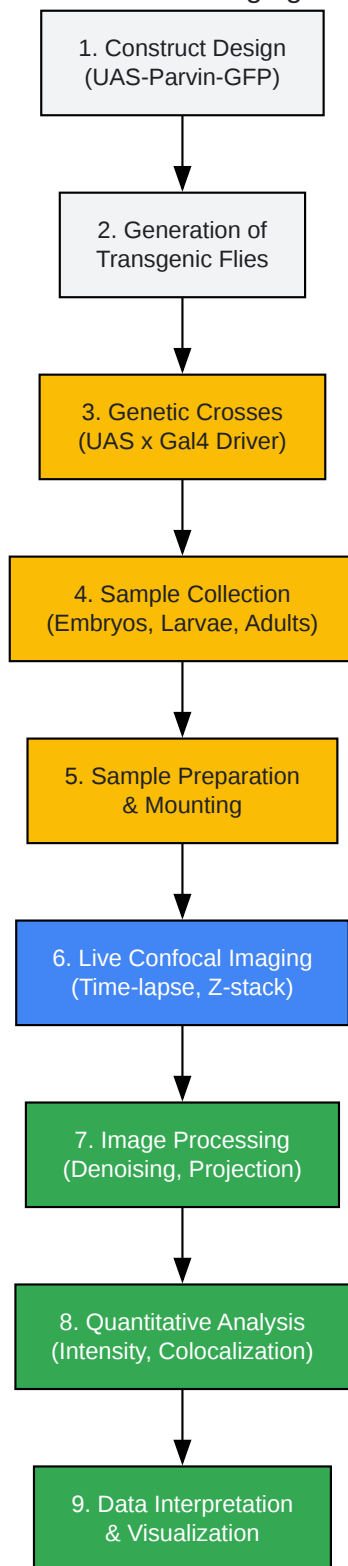 1. Construct Design
(UAS-Parvin-GFP)
2. Generation of
Transgenic Flies
3. Genetic Crosses
(UAS x Gal4 Driver)
4. Sample Collection
(Embryos, Larvae, Adults)
5. Sample Preparation
& Mounting
6. Live Confocal Imaging
(Time-lapse, Z-stack)
7. Image Processing
(Denoising, Projection)
8. Quantitative Analysis
(Intensity, Colocalization)
9. Data Interpretation
& Visualization